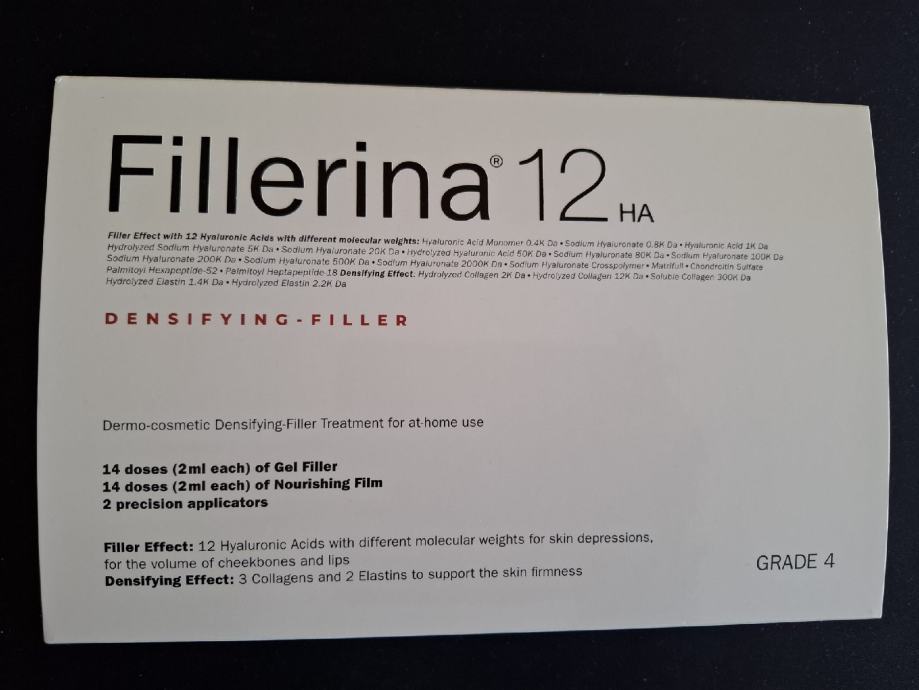 Fillerina® 12 HA
Filler Effect with 12 Hyaluronic Acids with different molecular weights: Hyaluronic Acid Monomer 0.4K Da • Sodium Hyaluronate 0.8K Da • Hyaluronic Acid 1K Da
Hydrolyzed Sodium Hyaluronate 5K Da • Sodium Hyaluronate 20K Da • Hydrolyzed Hyaluronic Acid 50K Da • Sodium Hyaluronate 80K Da • Sodium Hyaluronate 100K Da
Sodium Hyaluronate 200K Da • Sodium Hyaluronate 500K Da • Sodium Hyaluronate 2000K Da • Sodium Hyaluronate Crosspolymer • Matrifull • Chondroitin Sulfate
Palmitoyl Hexapeptide-52 • Palmitoyl Heptapeptide-18 Densifying Effect: Hydrolyzed Collagen 2K Da • Hydrolyzed Collagen 12K Da • Soluble Collagen 300K Da
Hydrolyzed Elastin 1.4K Da • Hydrolyzed Elastin 2.2K Da
DENSIFYING-FILLER
Dermo-cosmetic Densifying-Filler Treatment for at-home use
14 doses (2ml each) of Gel Filler
14 doses (2ml each) of Nourishing Film
2 precision applicators
Filler Effect: 12 Hyaluronic Acids with different molecular weights for skin depressions,
for the volume of cheekbones and lips
Densifying Effect: 3 Collagens and 2 Elastins to support the skin firmness
GRADE 4